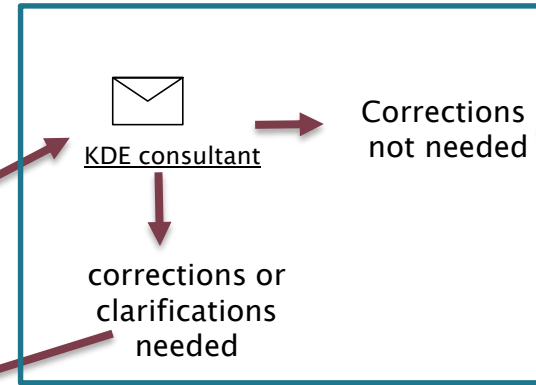 KDE consultant
Corrections
not needed
corrections or
clarifications
needed